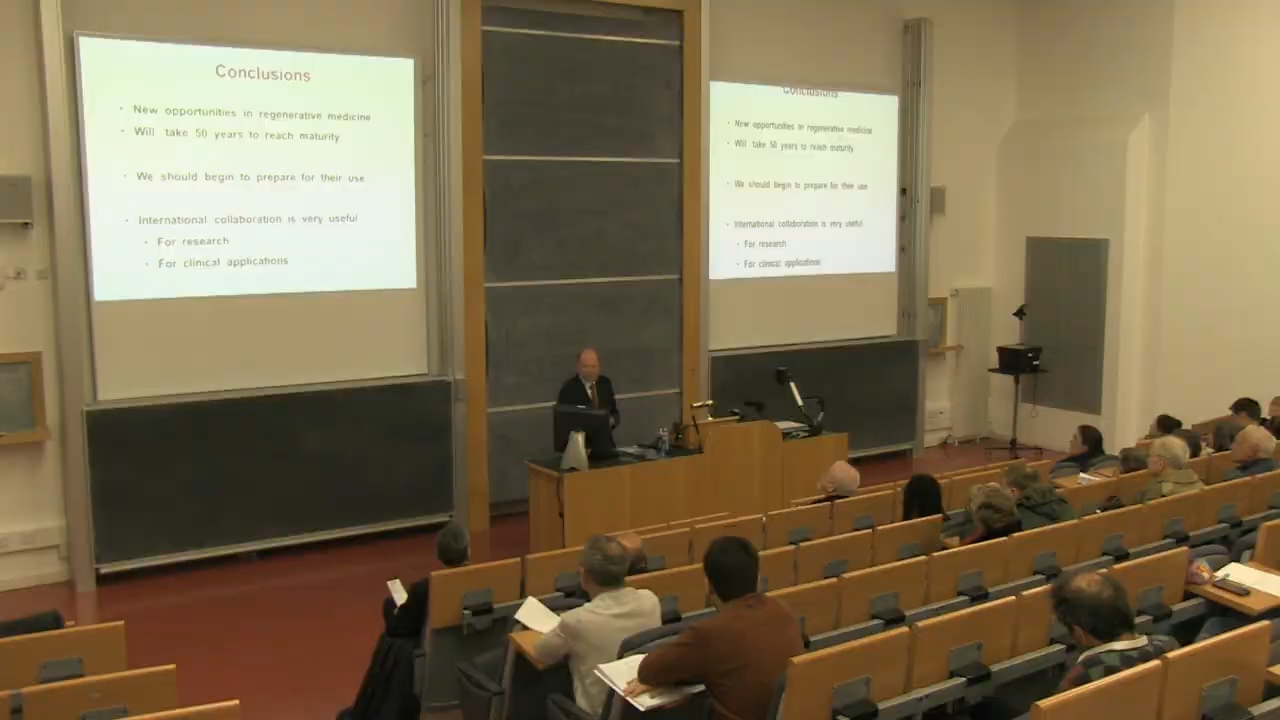 Conclusions
· New opportunities in regenerative medicine
· Will take 50 years to reach maturity
· We should begin to prepare for their use
· International collaboration is very useful
· For research
· For clinical applications
Conclusions
· New opportunities in regenerative medicine
· Will take 50 years to reach maturity
· We should begin to prepare for their use
· International collaboration is very useful
· For research
· For clinical applications